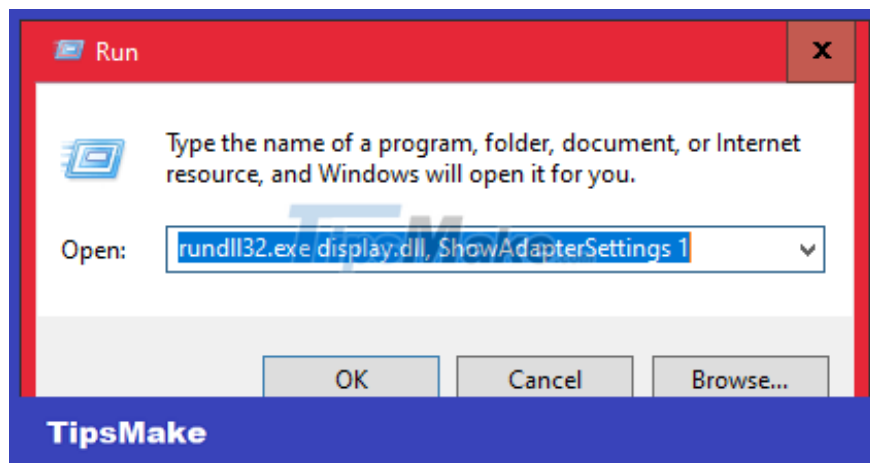 Run
x
Type the name of a program, folder, document, or Internet
resource, and Windows will open it for you.
TipsMake
Open:
rundll32.exe display.dll, ShowAdapterSettings 1
OK
Cancel
Browse...
TipsMake